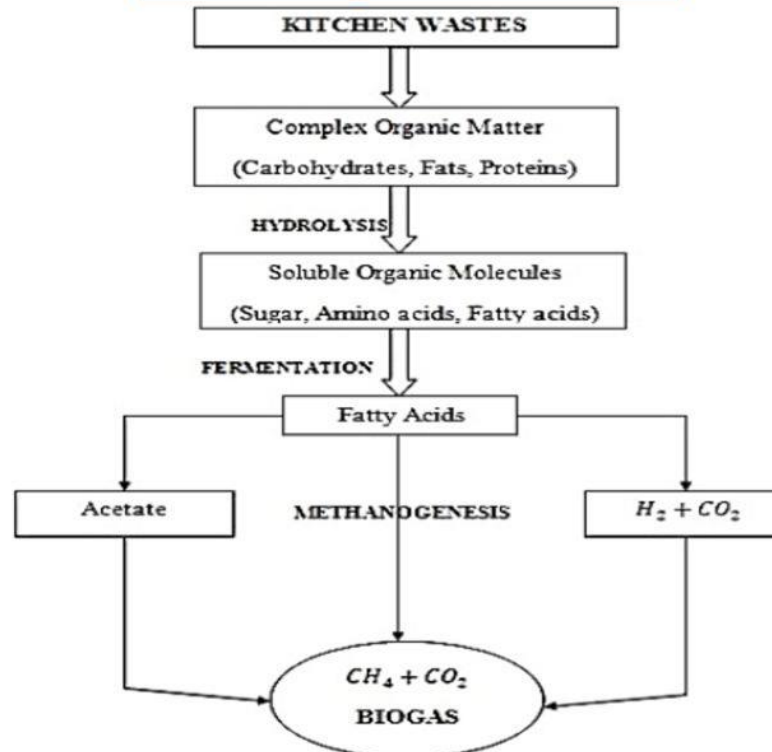 KITCHEN WASTES
Complex Organic Matter
(Carbohydrates, Fats, Proteins)
HYDROLYSIS
Soluble Organic Molecules
(Sugar, Amino acids, Fatty acids)
FERMENTATION
Fatty Acids
Acetate
METHANOGENESIS
H₂ + CO₂
CH₄ + CO₂
BIOGAS